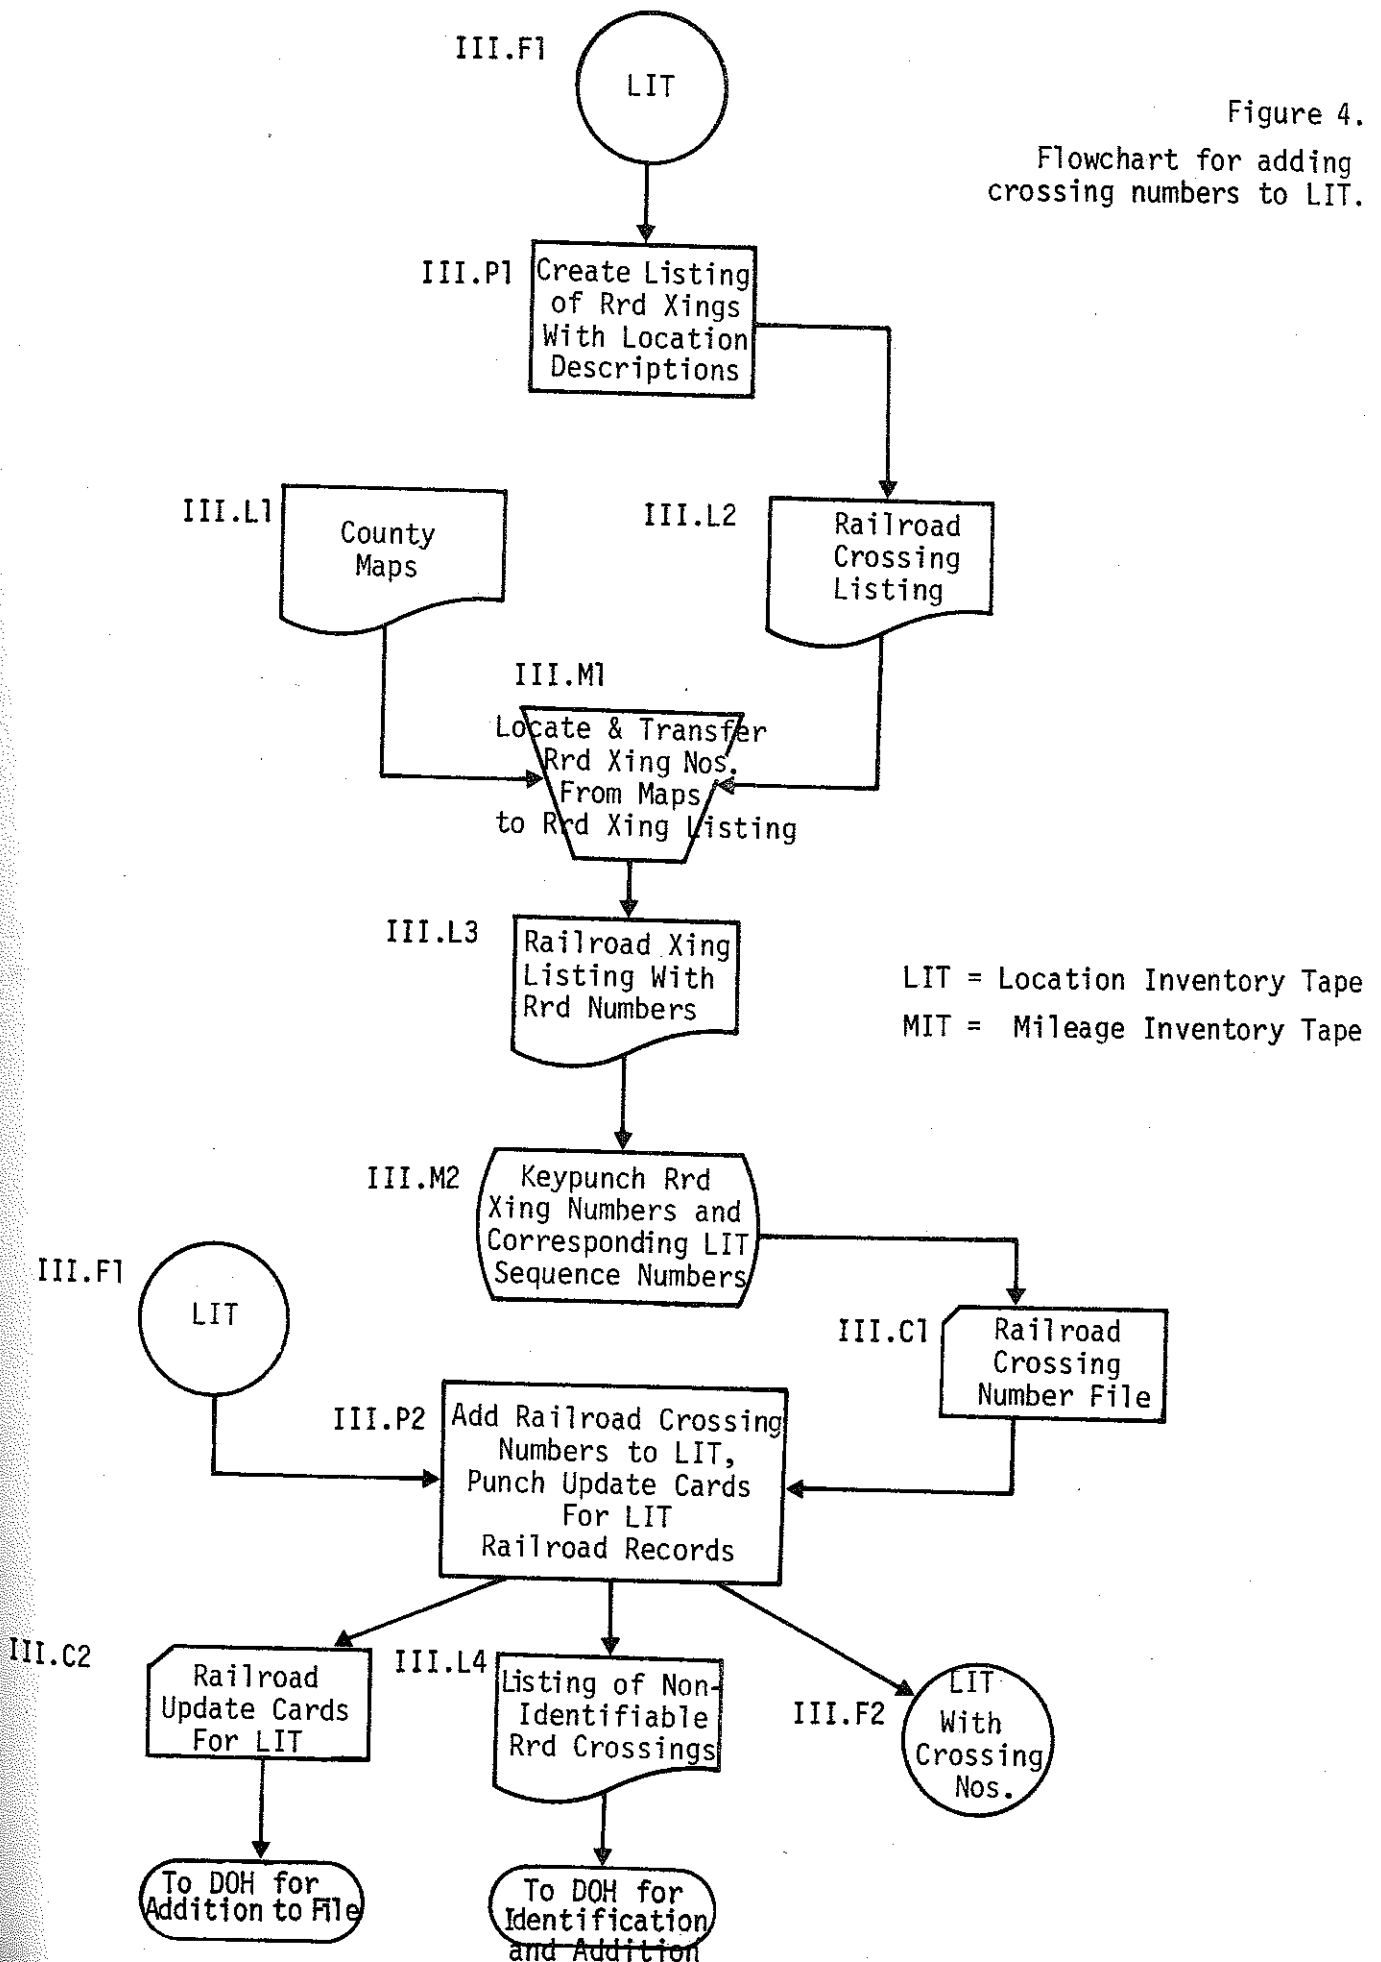 III.F1
LIT
Figure 4.
Flowchart for adding
crossing numbers to LIT.
III.P1
Create Listing
of Rrd Xings
With Location
Descriptions
III.L1
County
Maps
III.L2
Railroad
Crossing
Listing
III.M1
Locate & Transfer
Rrd Xing Nos.
From Maps
to Rrd Xing Listing
III.L3
Railroad Xing
Listing With
Rrd Numbers
LIT = Location Inventory Tape
MIT = Mileage Inventory Tape
III.M2
Keypunch Rrd
Xing Numbers and
Corresponding LIT
Sequence Numbers
III.F1
LIT
III.C1
Railroad
Crossing
Number File
III.P2
Add Railroad Crossing
Numbers to LIT,
Punch Update Cards
For LIT
Railroad Records
III.C2
Railroad
Update Cards
For LIT
III.L4
Listing of Non-
Identifiable
Rrd Crossings
III.F2
LIT
With
Crossing
Nos.
To DOH for
Addition to File
To DOH for
Identification
and Addition